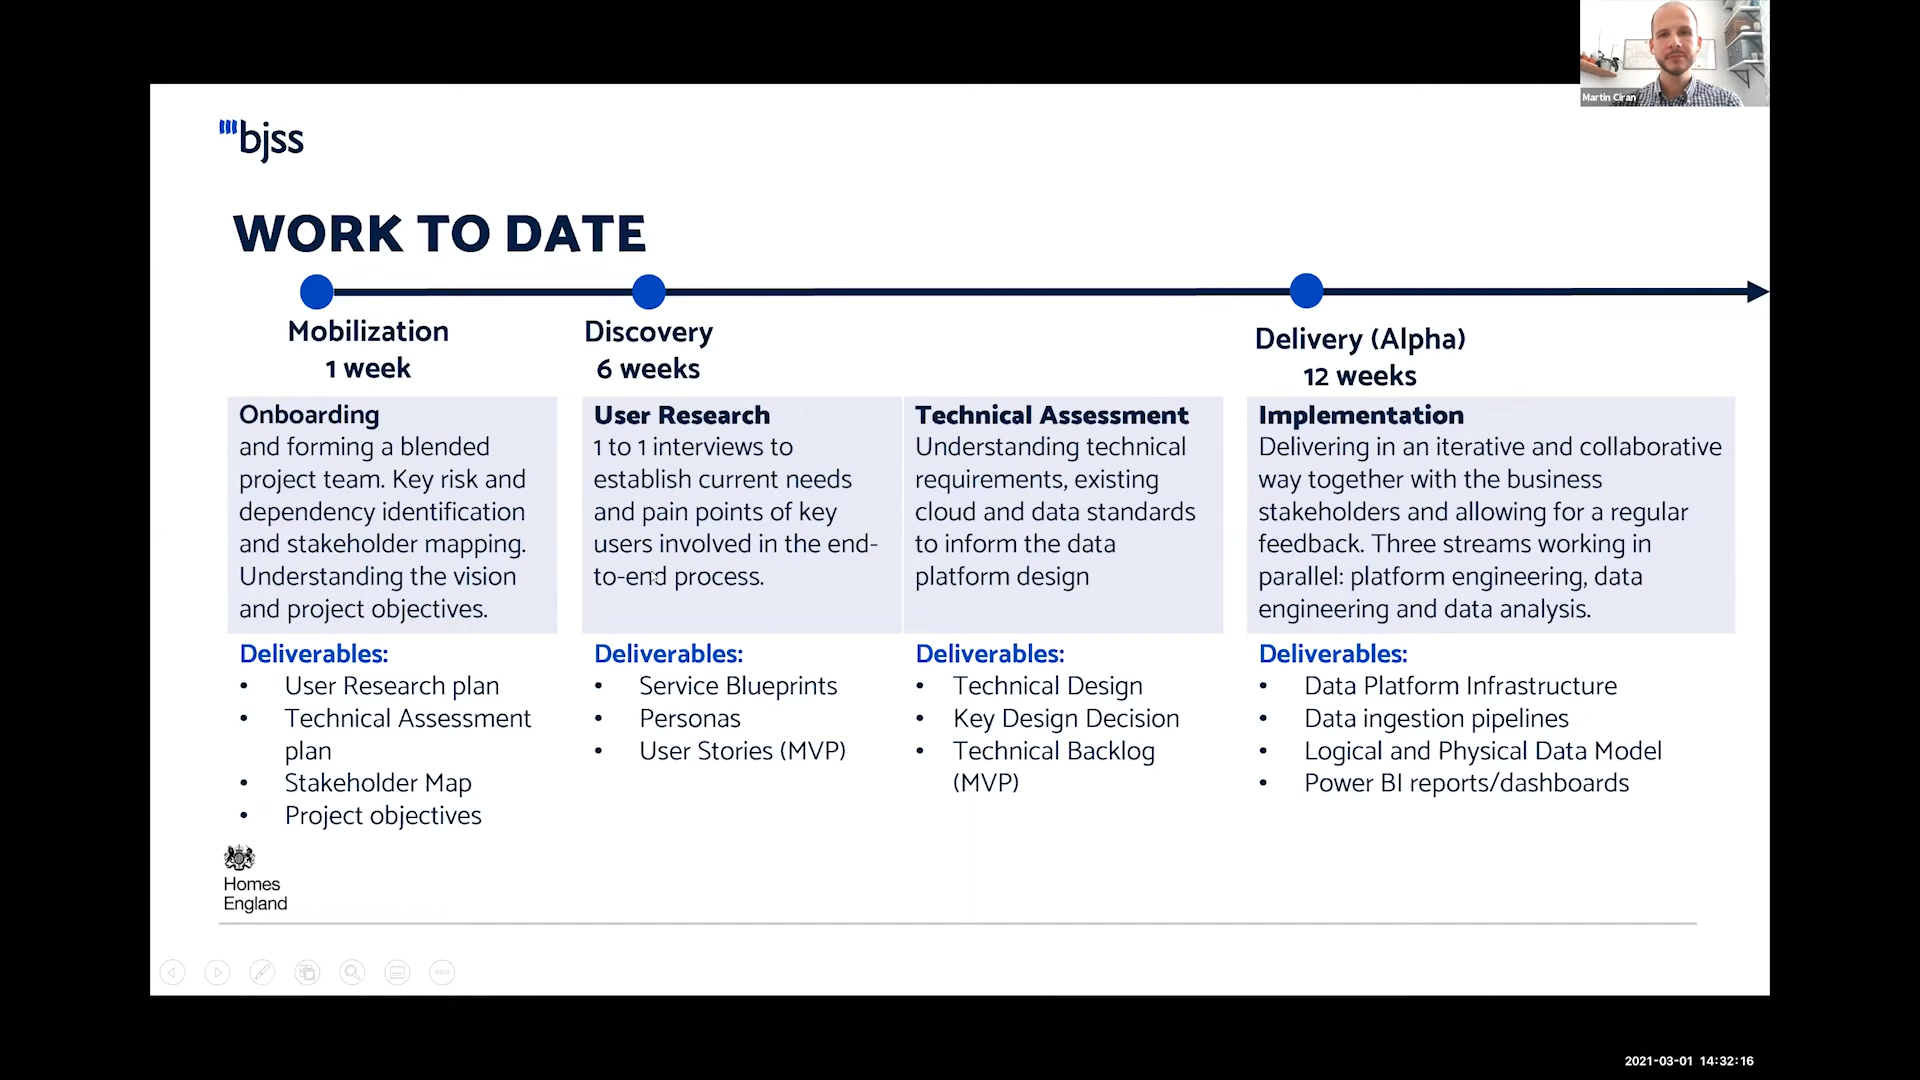 Martin Ciran
bjss
WORK TO DATE
Mobilization
1 week
Discovery
6 weeks
Delivery (Alpha)
12 weeks
Onboarding
and forming a blended
project team. Key risk and
dependency identification
and stakeholder mapping.
Understanding the vision
and project objectives.
Deliverables:
• User Research plan
• Technical Assessment
plan
• Stakeholder Map
• Project objectives
User Research
1 to 1 interviews to
establish current needs
and pain points of key
users involved in the end-
to-end process.
Deliverables:
• Service Blueprints
• Personas
• User Stories (MVP)
Technical Assessment
Understanding technical
requirements, existing
cloud and data standards
to inform the data
platform design
Deliverables:
• Technical Design
• Key Design Decision
• Technical Backlog
(MVP)
Implementation
Delivering in an iterative and collaborative
way together with the business
stakeholders and allowing for a regular
feedback. Three streams working in
parallel: platform engineering, data
engineering and data analysis.
Deliverables:
• Data Platform Infrastructure
• Data ingestion pipelines
• Logical and Physical Data Model
• Power BI reports/dashboards
Homes
England
2021-03-01 14:32:16